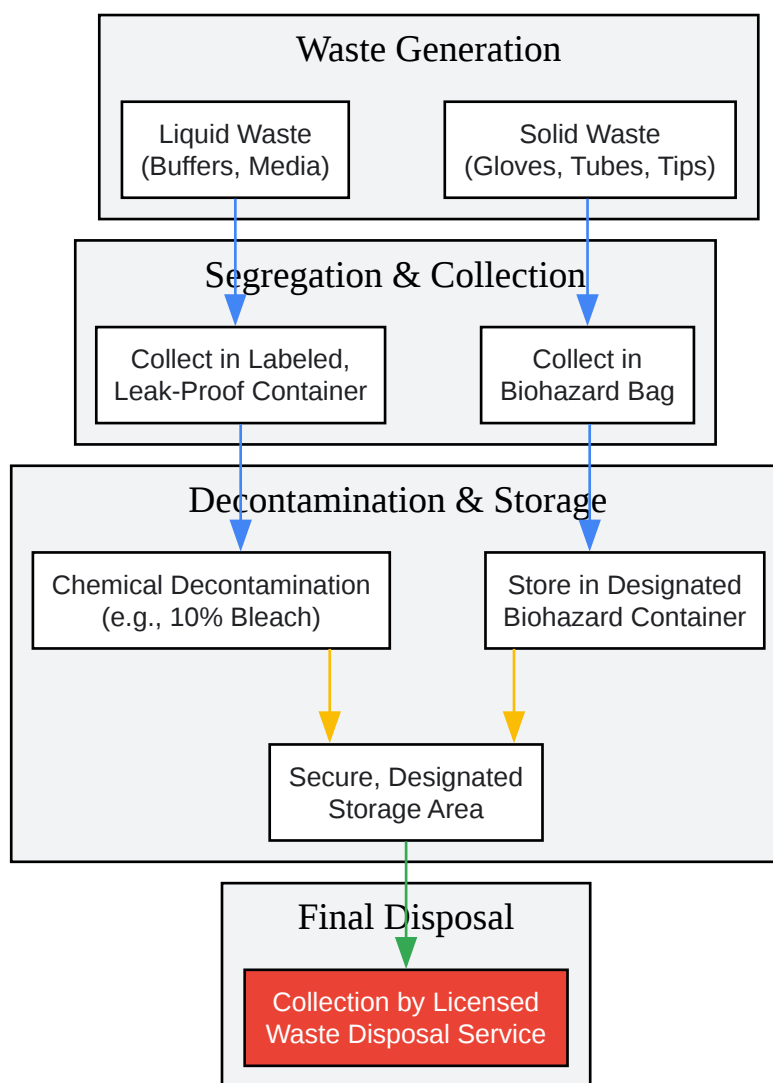 Waste Generation
Liquid Waste
(Buffers, Media)
Solid Waste
(Gloves, Tubes, Tips)
Segregation & Collection
Collect in Labeled,
Leak-Proof Container
Collect in
Biohazard Bag
Decontamination & Storage
Chemical Decontamination
(e.g., 10% Bleach)
Store in Designated
Biohazard Container
Secure, Designated
Storage Area
Final Disposal
Collection by Licensed
Waste Disposal Service